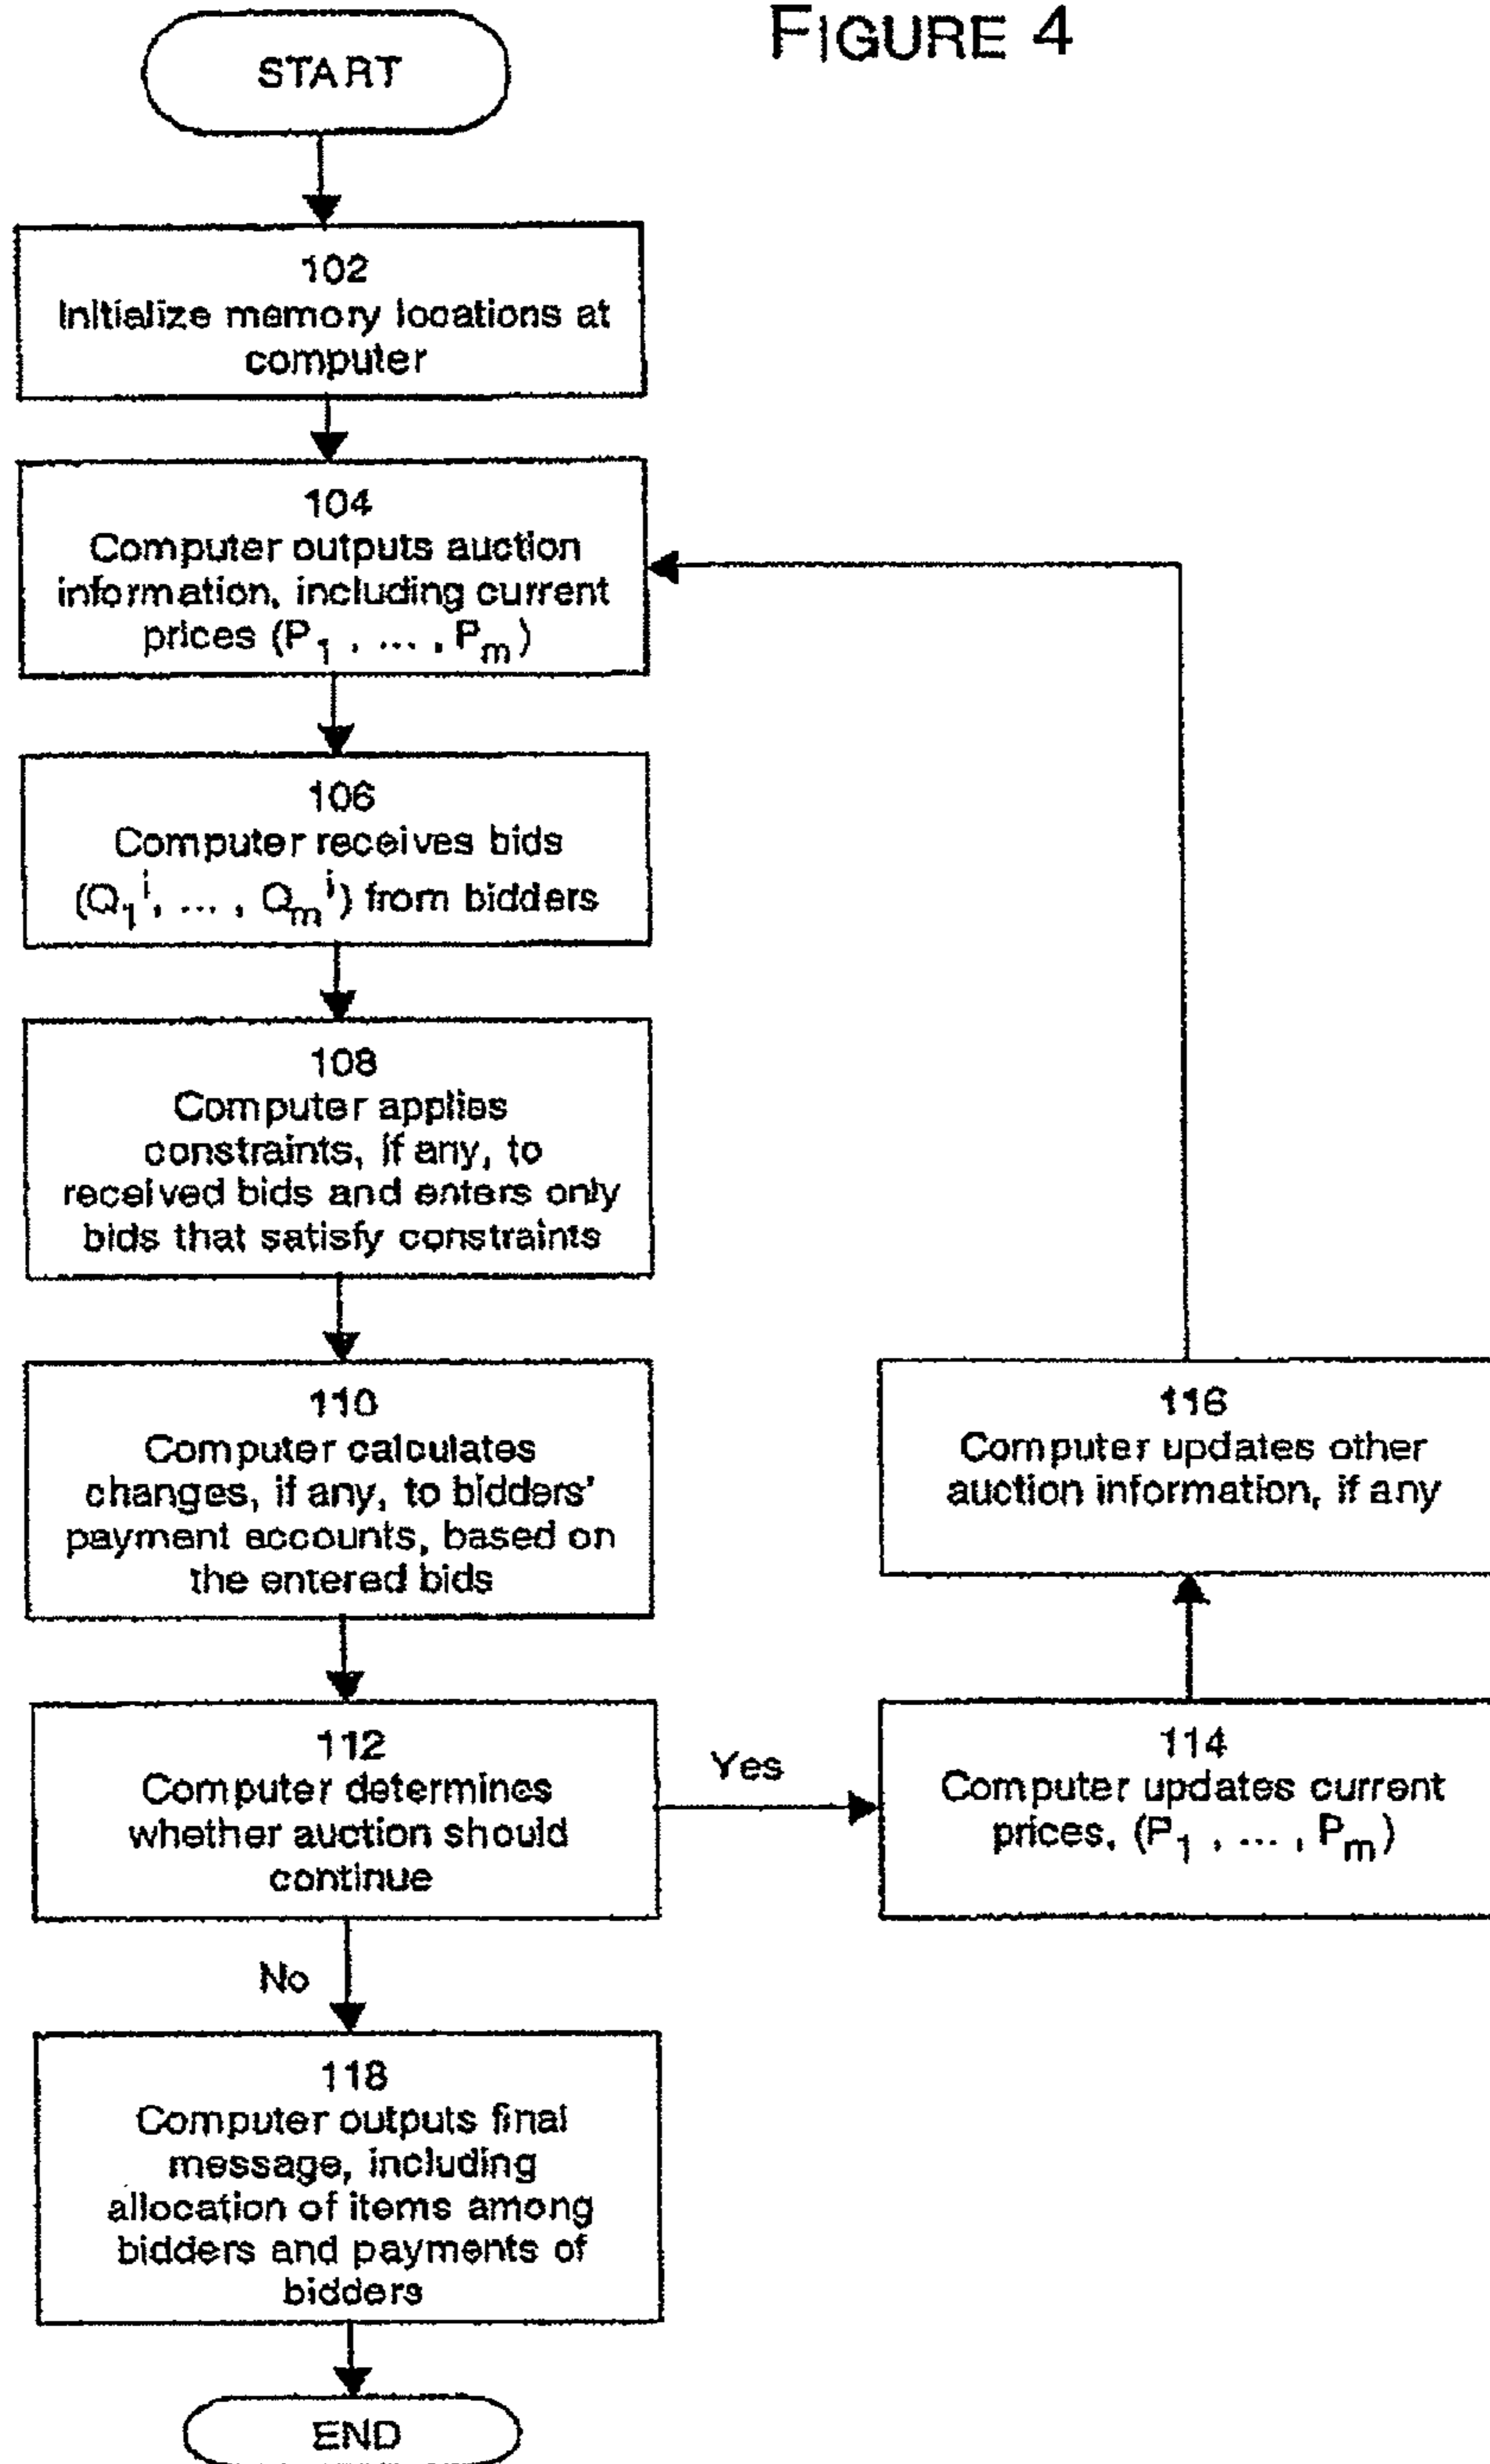 FIGURE 4
START
102
Initialize memory locations at
computer
104
Computer outputs auction
information, including current
prices (P1 , ... , Pm)
106
Computer receives bids
(Q1^i, ... , Qm^i) from bidders
108
Computer applies
constraints, if any, to
received bids and enters only
bids that satisfy constraints
110
Computer calculates
changes, if any, to bidders'
payment accounts, based on
the entered bids
112
Computer determines
whether auction should
continue
Yes
114
Computer updates current
prices, (P1 , ... , Pm)
116
Computer updates other
auction information, if any
No
118
Computer outputs final
message, including
allocation of items among
bidders and payments of
bidders
END